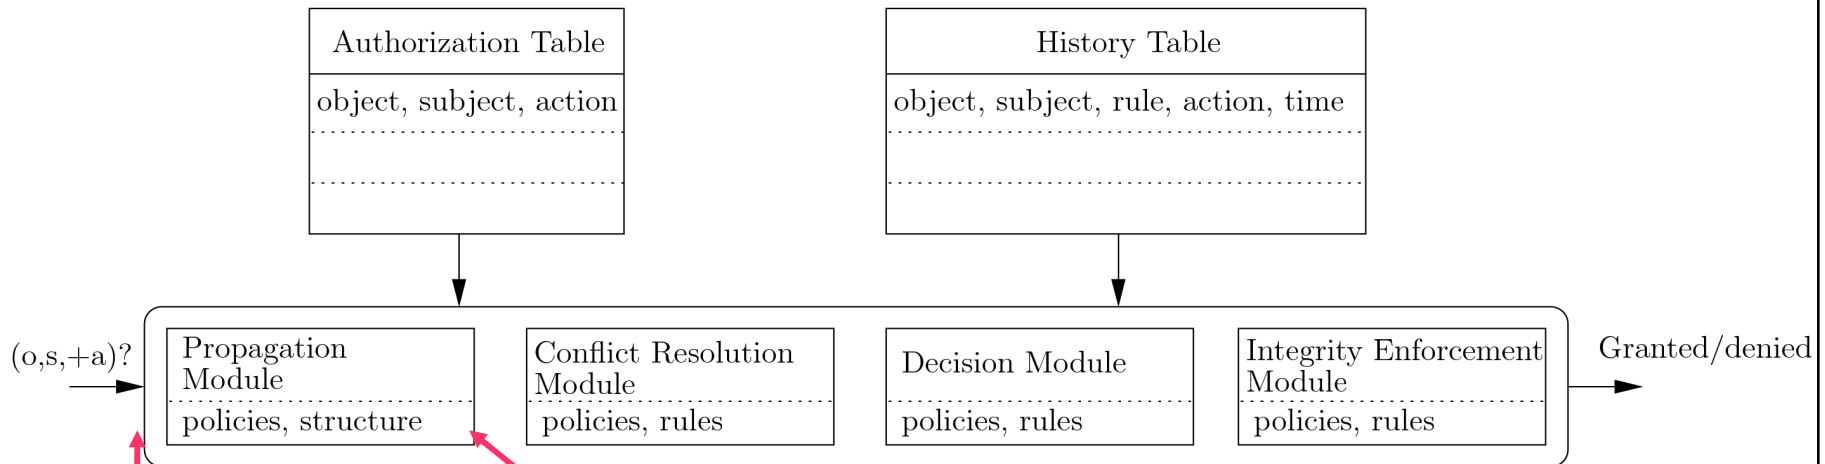 Authorization Table
object, subject, action
History Table
object, subject, rule, action, time
(o,s,+a)?
Propagation
Module
policies, structure
Conflict Resolution
Module
policies, rules
Decision Module
policies, rules
Integrity Enforcement
Module
policies, rules
Granted/denied